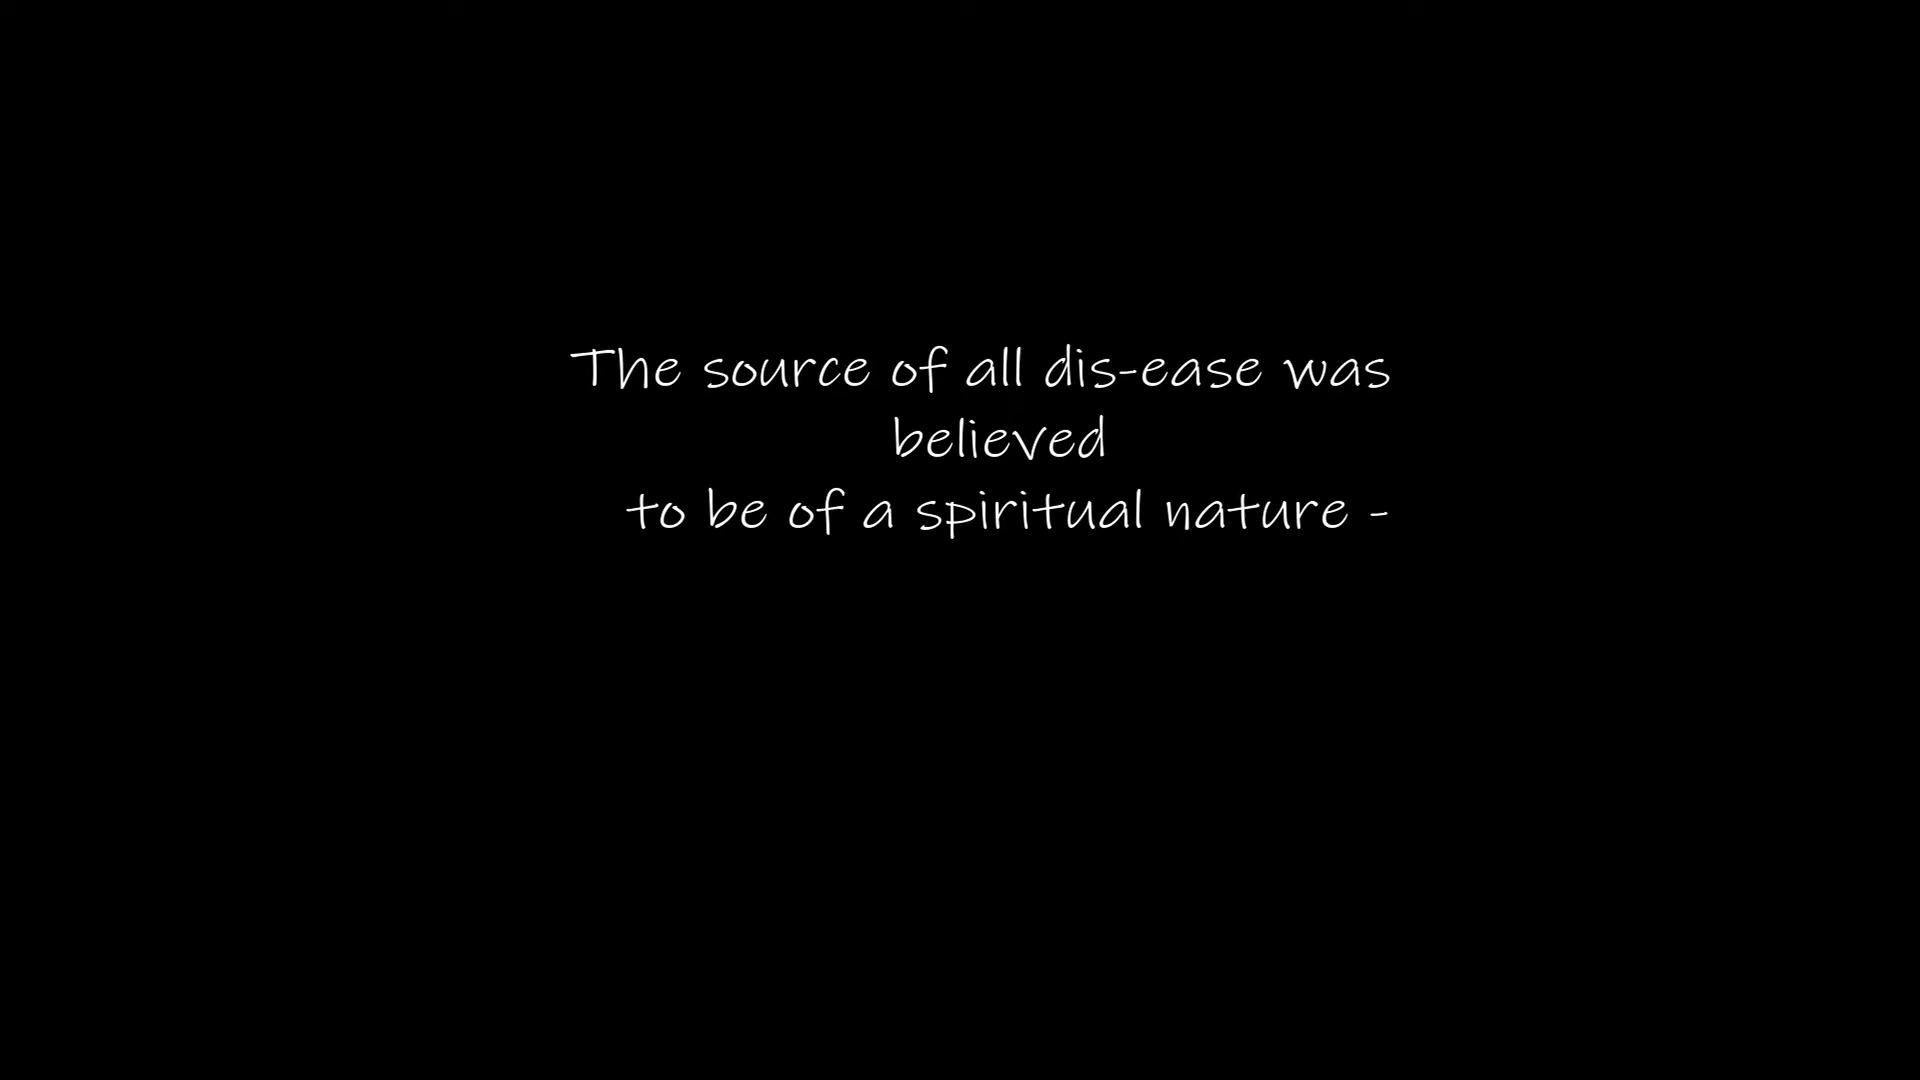 The source of all dis-ease was
believed
to be of a spiritual nature -